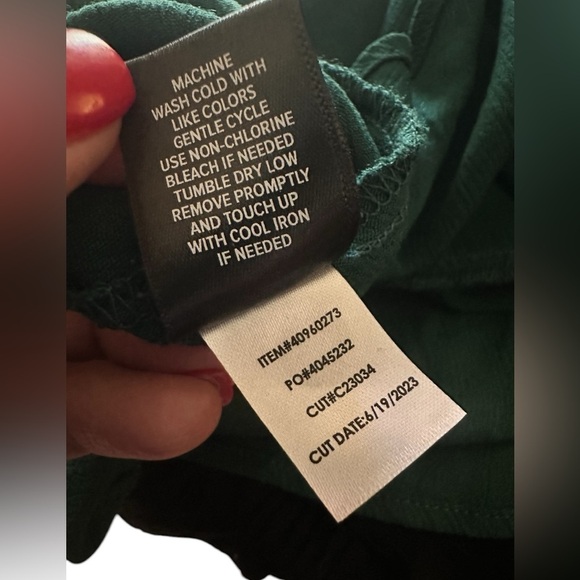 MACHINE
WASH COLD WITH
LIKE COLORS
GENTLE CYCLE
USE NON-CHLORINE
BLEACH IF NEEDED
TUMBLE DRY LOW
REMOVE PROMPTLY
AND TOUCH UP
WITH COOL IRON
IF NEEDED
ITEM#40960273
PO#4045232
CUT#C23034
CUT DATE:6/19/2023